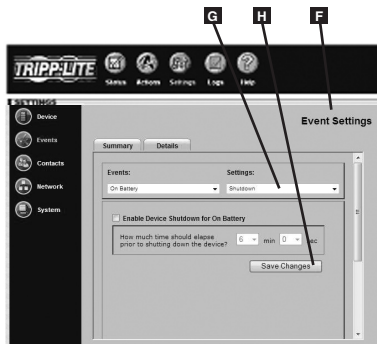 G H F
TRIPP·LITE
Status Actions Settings Logs Help
SETTINGS
Device
Events
Contacts
Network
System
Event Settings
Summary Details
Events: Settings:
On Battery Shutdown
Enable Device Shutdown for On Battery
How much time should elapse
prior to shutting down the device?
6 min 0 sec
Save Changes